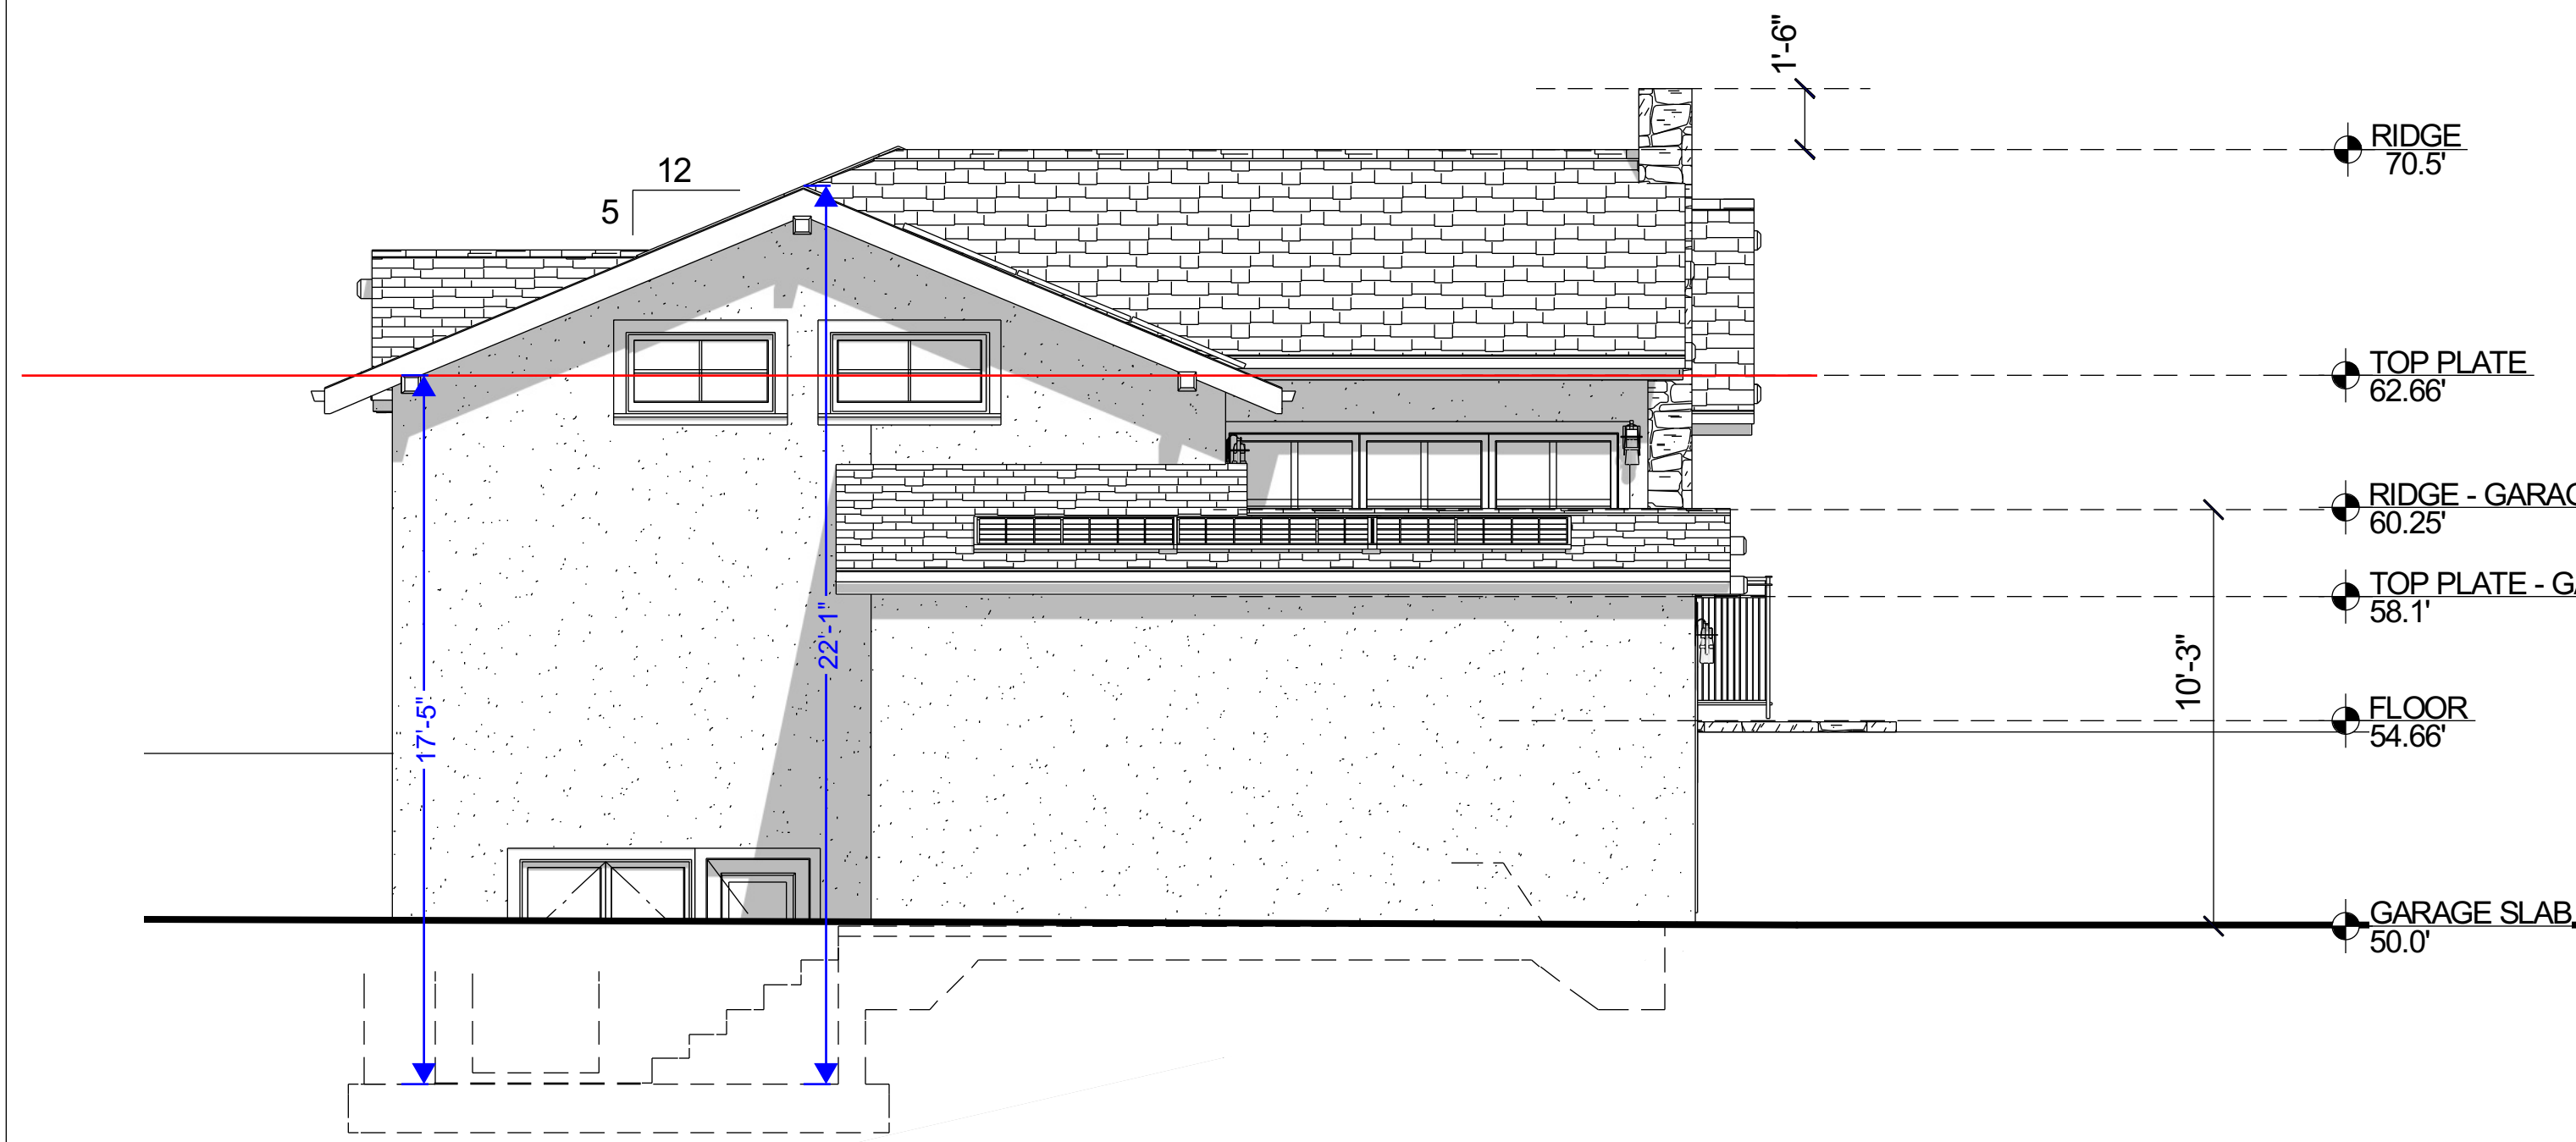 1'-6"
RIDGE
70.5'
12
5
TOP PLATE
62.66'
RIDGE - GARAG
60.25'
TOP PLATE - GA
58.1'
22'-1"
10'-3"
17'-5"
FLOOR
54.66'
GARAGE SLAB
50.0'